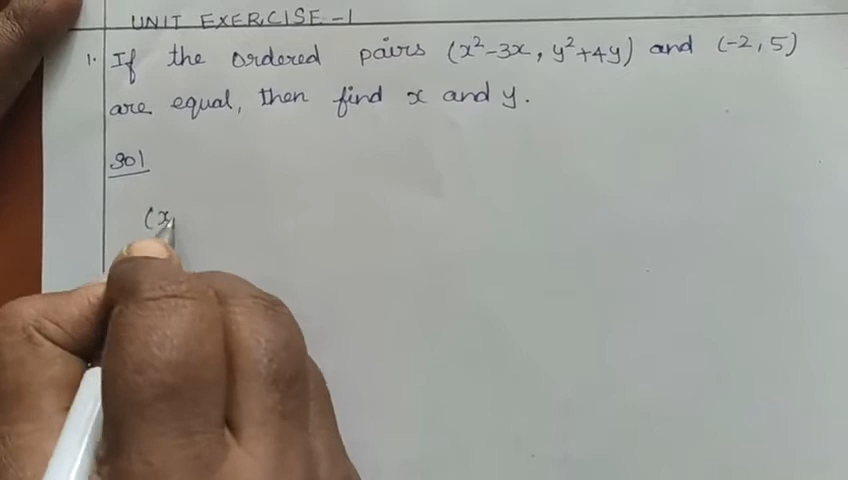 UNIT EXERCISE-1
1. If the ordered pairs (x²-3x, y²+4y) and (-2,5)
are equal, then find x and y.
Sol
(x